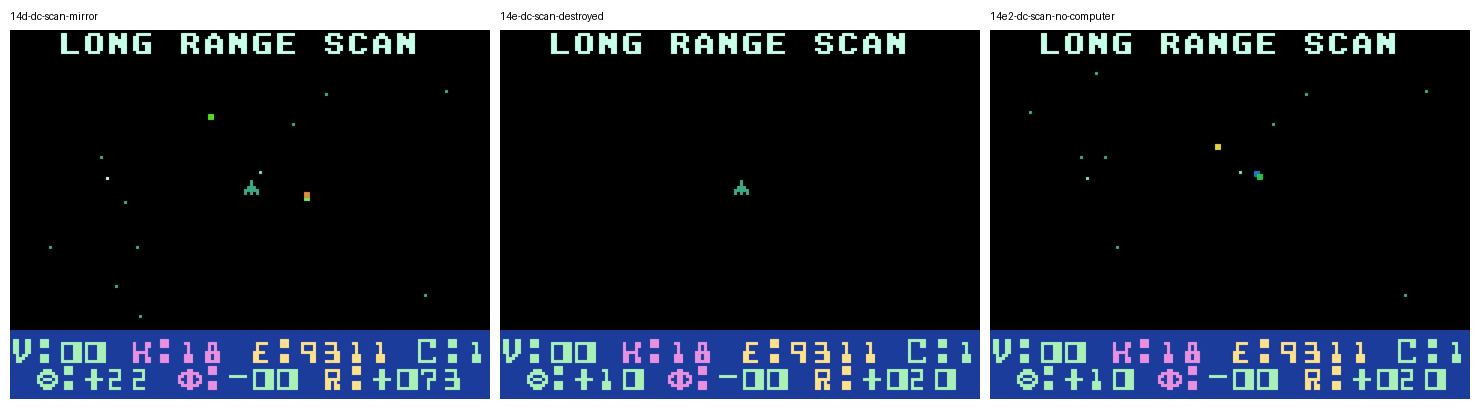 14d-dc-scan-mirror
LONG RANGE SCAN
V:00 K:18 E:9311 C:1
Θ:+22 Φ:-00 R:+073
14e-dc-scan-destroyed
LONG RANGE SCAN
V:00 K:18 E:9311 C:1
Θ:+10 Φ:-00 R:+020
14e2-dc-scan-no-computer
LONG RANGE SCAN
V:00 K:18 E:9311 C:1
Θ:+10 Φ:-00 R:+020